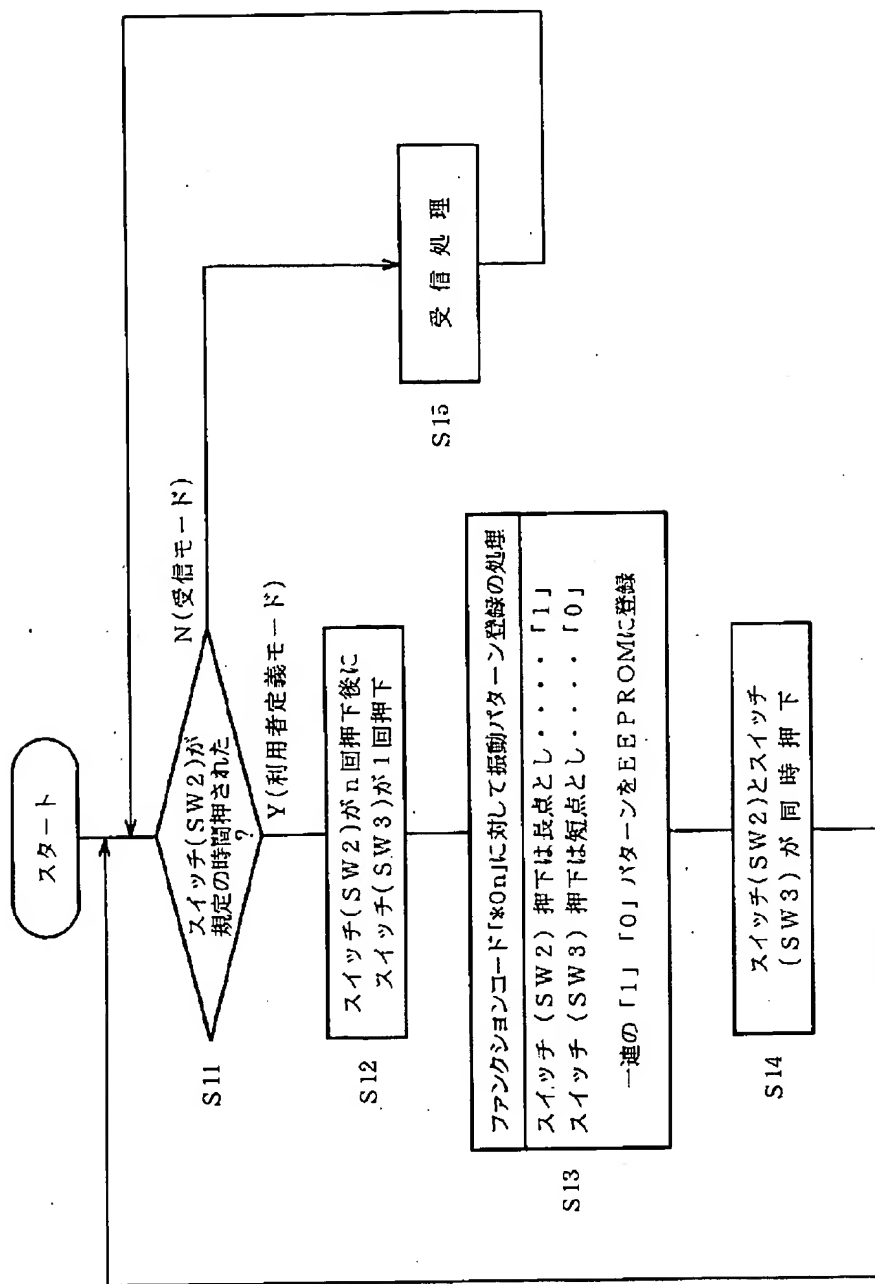 スタート
S11
スイッチ(SW2)が
規定の時間押された
?
N(受信モード)
Y(利用者定義モード)
S12
スイッチ(SW2)がn回押下後に
スイッチ(SW3)が1回押下
S15
受信処理
S13
ファンクションコード「*0n」に対して振動パターン登録の処理
スイッチ(SW2)押下は長点とし・・・・「1」
スイッチ(SW3)押下は短点とし・・・・・「0」
一連の「1」「0」パターンをEEPROMに登録
S14
スイッチ(SW2)とスイッチ
(SW3)が同時押下